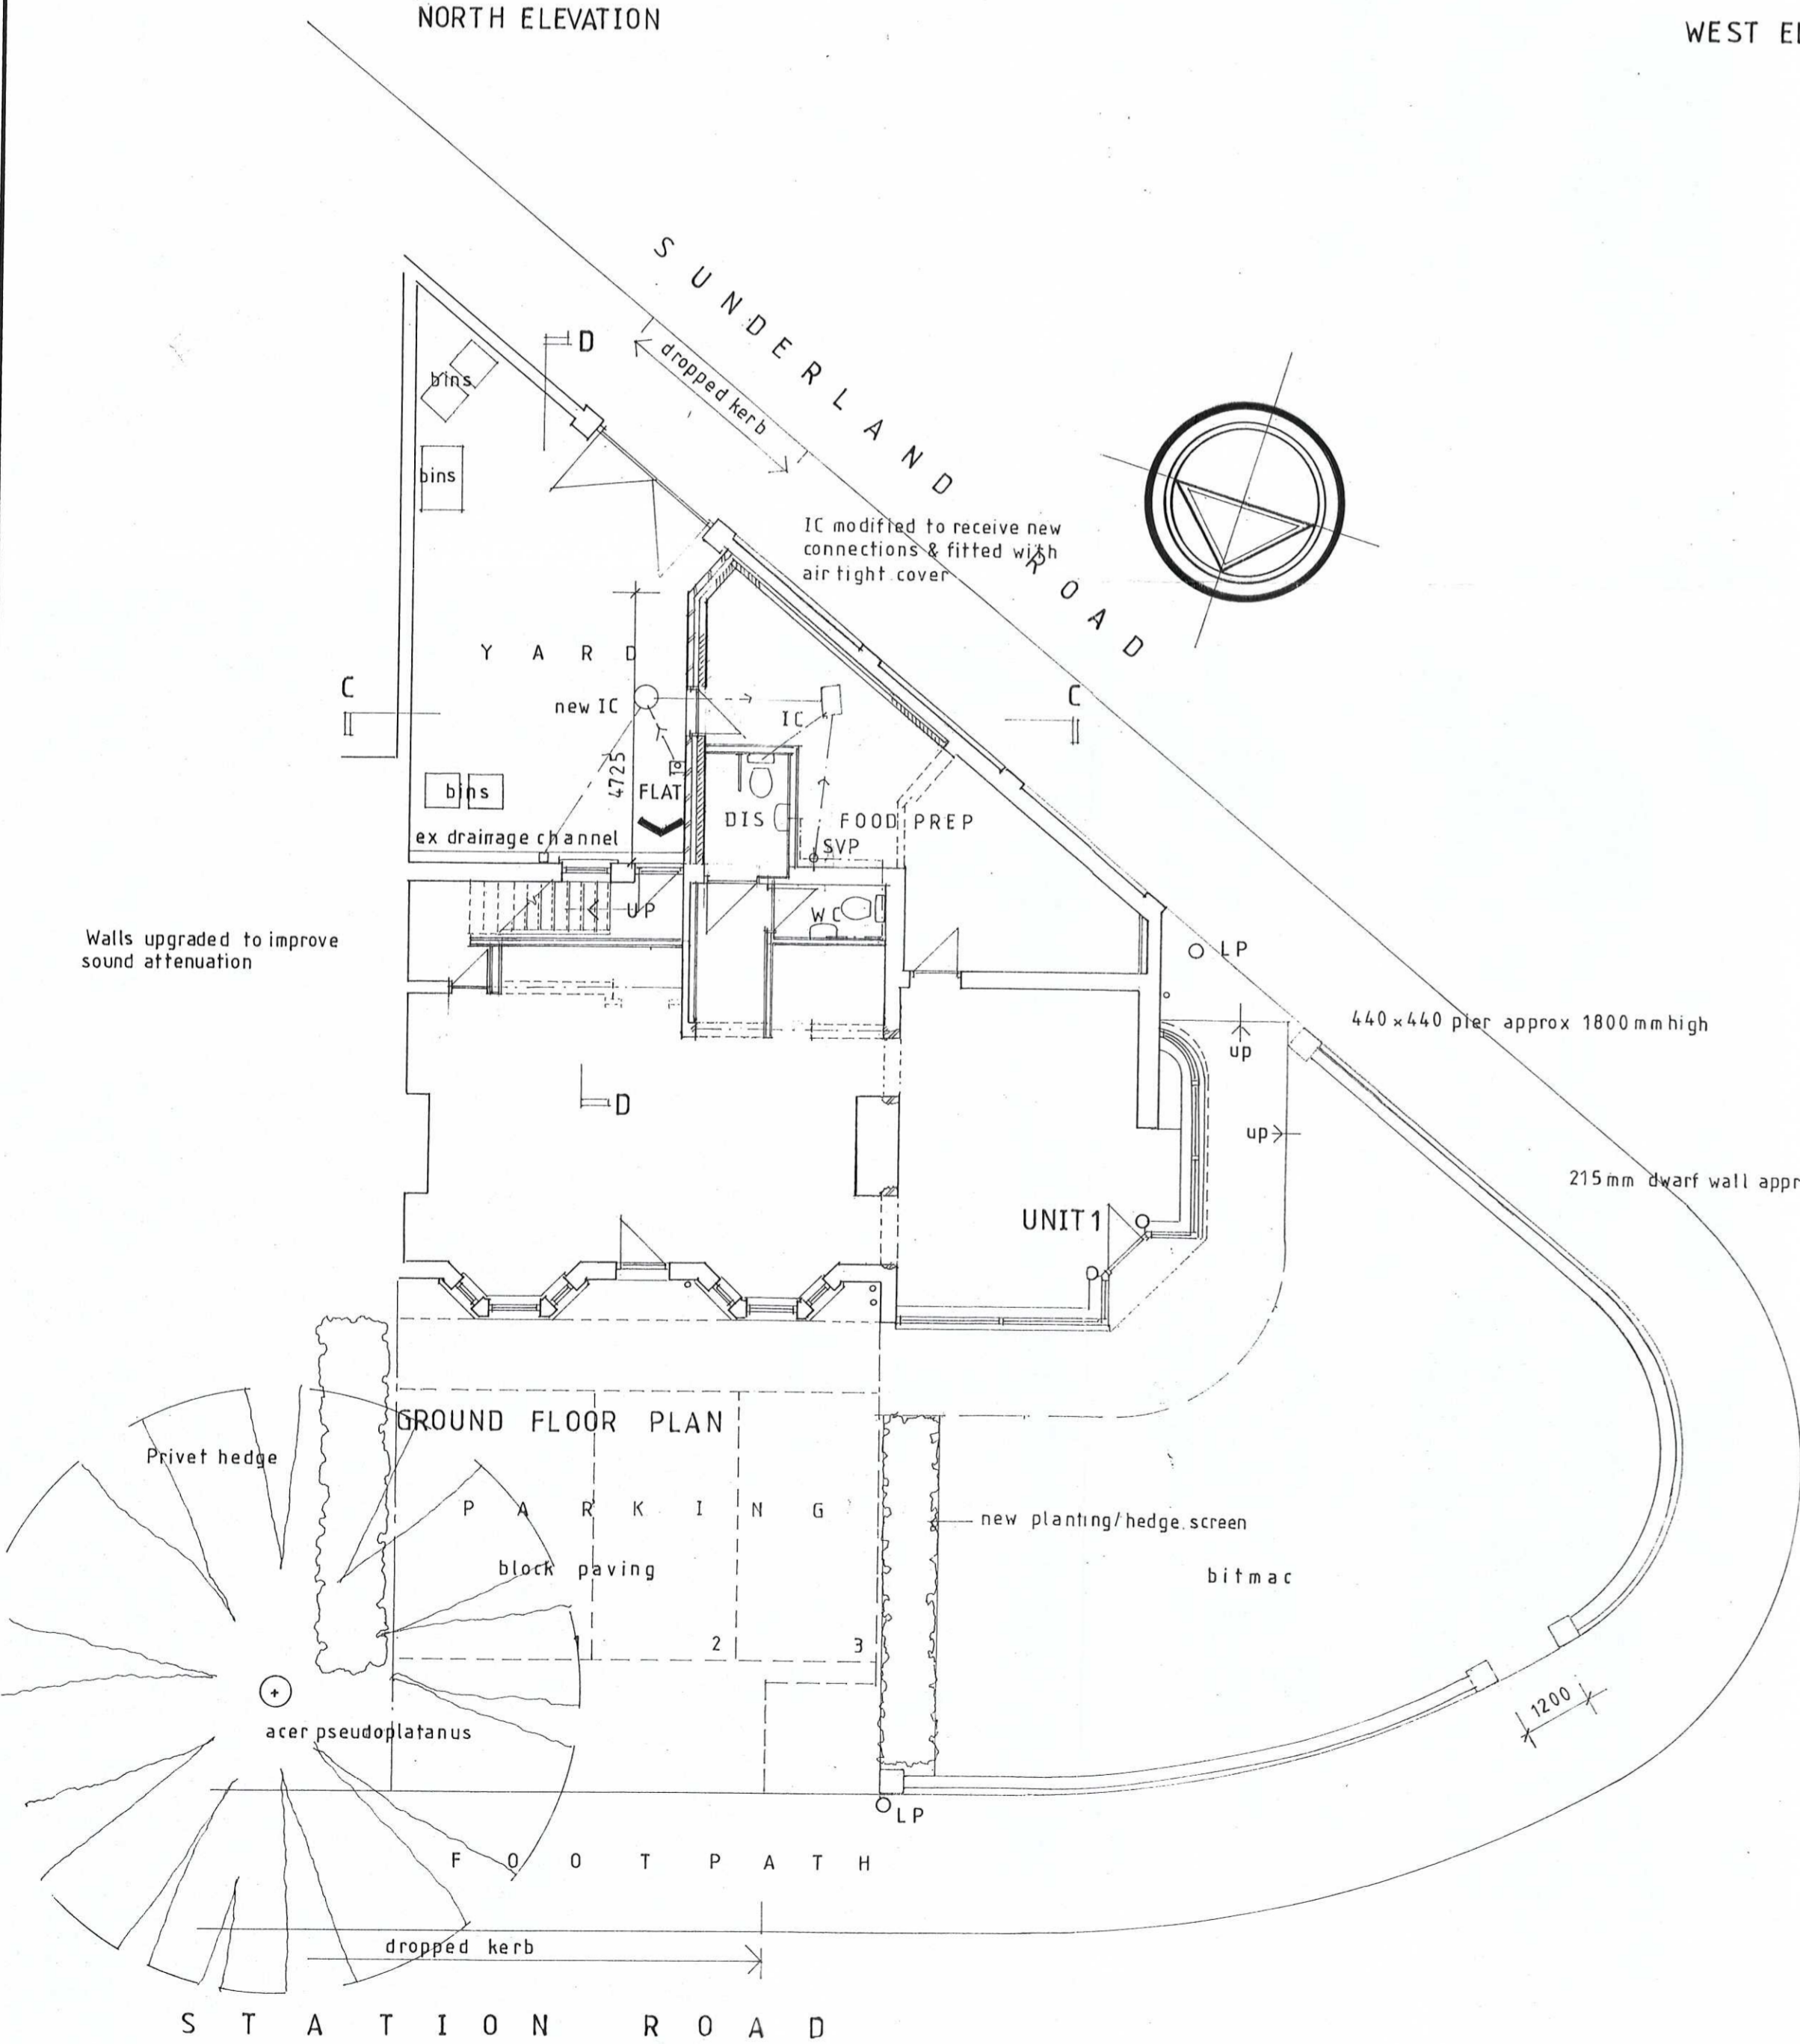 NORTH ELEVATION
WEST EL
SUNDERLAND ROAD
D
dropped kerb
bins
bins
IC modified to receive new
connections & fitted with
air tight cover
YARD
C
C
new IC
IC
4725
FLAT
bins
DIS
FOOD PREP
ex drainage channel
SVP
UP
WC
Walls upgraded to improve
sound attenuation
LP
440 x 440 pier approx 1800 mm high
up
D
up
215 mm dwarf wall appr
UNIT 1
GROUND FLOOR PLAN
Privet hedge
PARKING
new planting/hedge screen
block paving
bitmac
1
2
3
1200
acer pseudoplatanus
LP
FOOTPATH
dropped kerb
STATION ROAD